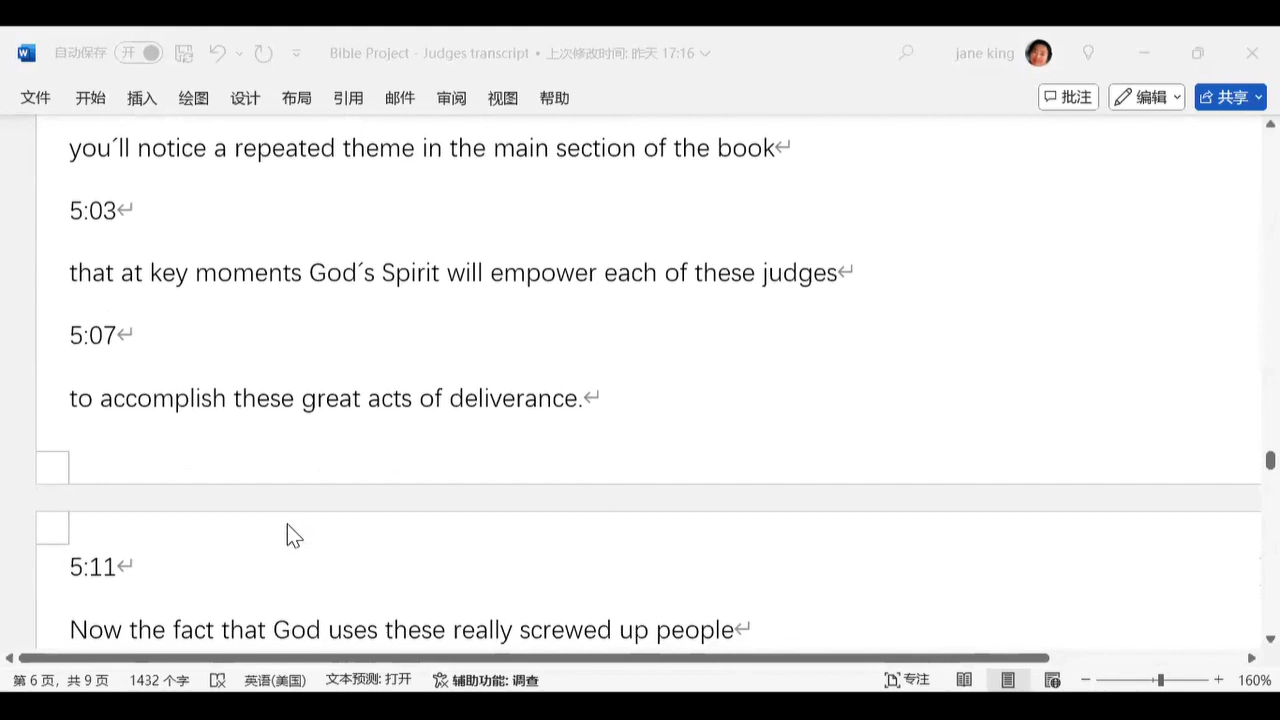 自动保存 开 Bible Project - Judges transcript • 上次修改时间: 昨天 17:16 jane king
文件 开始 插入 绘图 设计 布局 引用 邮件 审阅 视图 帮助 批注 编辑 共享
you´ll notice a repeated theme in the main section of the book
5:03
that at key moments God´s Spirit will empower each of these judges
5:07
to accomplish these great acts of deliverance.
5:11
Now the fact that God uses these really screwed up people
第 6 页, 共 9 页 1432 个字 英语(美国) 文本预测: 打开 辅助功能: 调查 专注 160%